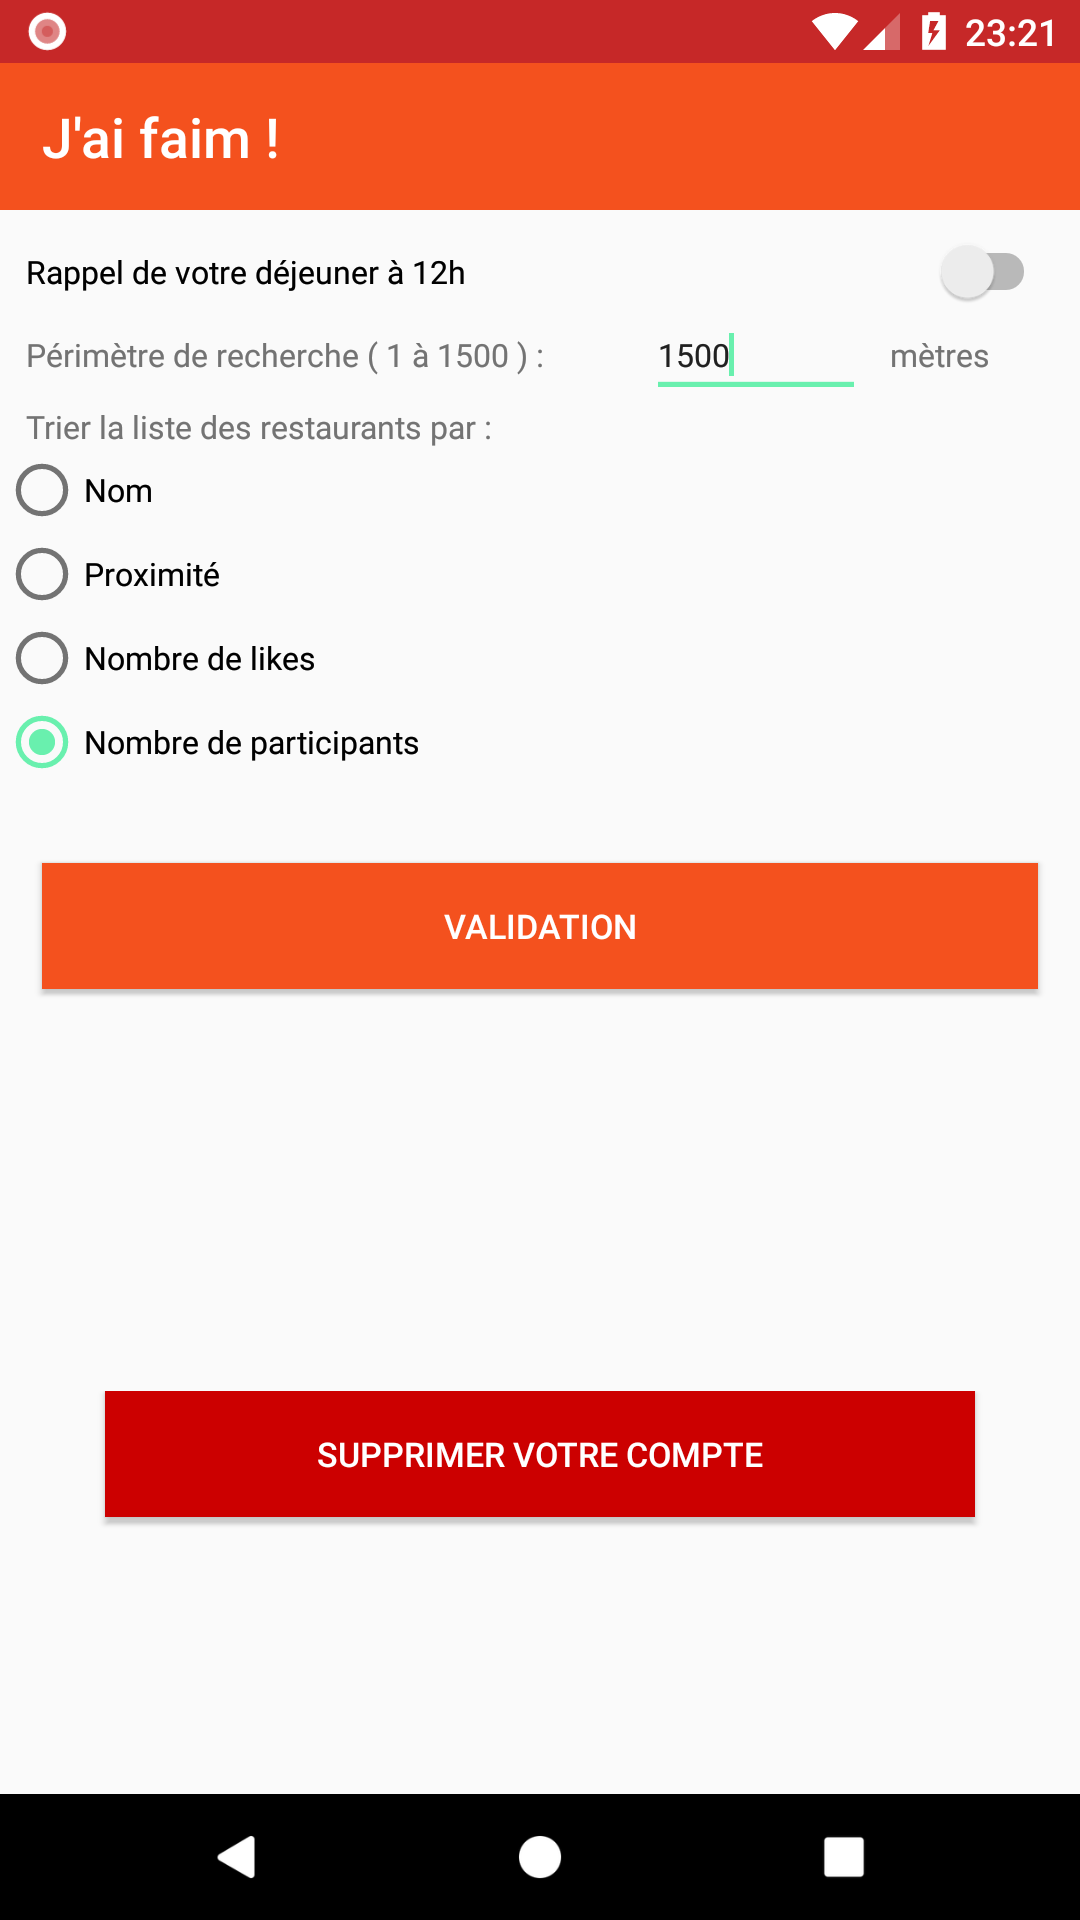 23:21
J'ai faim !
Rappel de votre déjeuner à 12h
Périmètre de recherche ( 1 à 1500 ) : 1500 mètres
Trier la liste des restaurants par :
Nom
Proximité
Nombre de likes
Nombre de participants
VALIDATION
SUPPRIMER VOTRE COMPTE